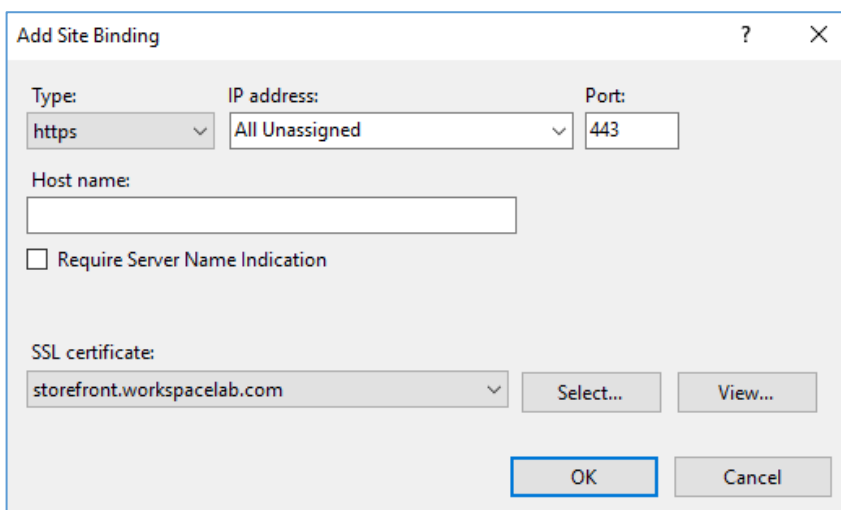 Add Site Binding ?
Type: IP address: Port:
https All Unassigned 443
Host name:
Require Server Name Indication
SSL certificate:
storefront.workspacelab.com Select... View...
OK Cancel